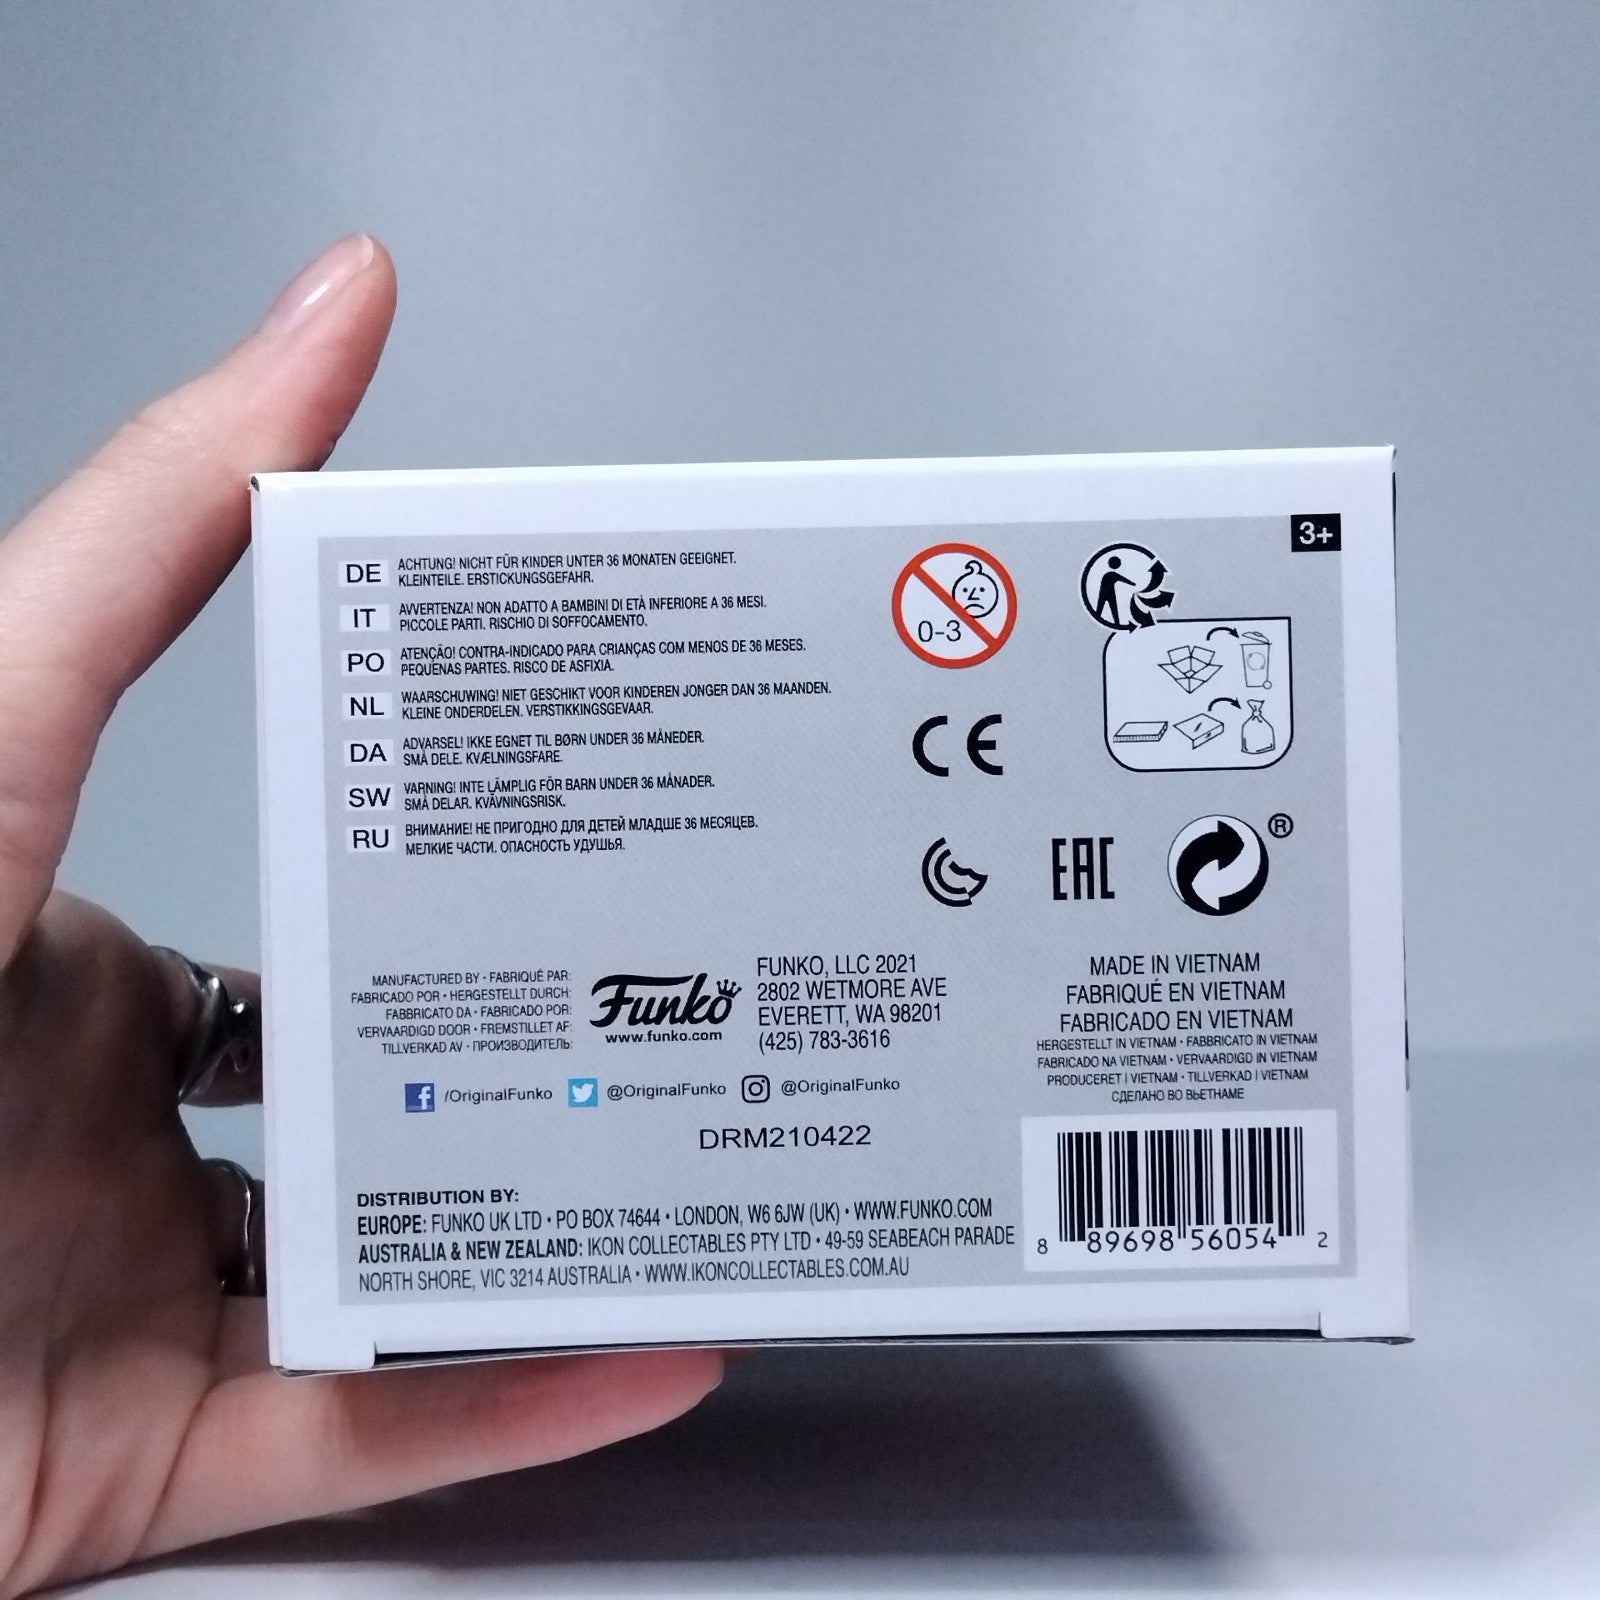 3+
DE
ACHTUNG! NICHT FÜR KINDER UNTER 36 MONATEN GEEIGNET.
KLEINTEILE. ERSTICKUNGSGEFAHR.
IT
AVVERTENZA! NON ADATTO A BAMBINI DI ETÀ INFERIORE A 36 MESI.
PICCOLE PARTI. RISCHIO DI SOFFOCAMENTO.
PO
ATENÇÃO! CONTRA-INDICADO PARA CRIANÇAS COM MENOS DE 36 MESES.
PEQUENAS PARTES. RISCO DE ASFIXIA.
NL
WAARSCHUWING! NIET GESCHIKT VOOR KINDEREN JONGER DAN 36 MAANDEN.
KLEINE ONDERDELEN. VERSTIKKINGSGEVAAR.
DA
ADVARSEL! IKKE EGNET TIL BØRN UNDER 36 MÅNEDER.
SMÅ DELE. KVÆLNINGSFARE.
SW
VARNING! INTE LÄMPLIG FÖR BARN UNDER 36 MÅNADER.
SMÅ DELAR. KVÄVNINGSRISK.
RU
ВНИМАНИЕ! НЕ ПРИГОДНО ДЛЯ ДЕТЕЙ МЛАДШЕ 36 МЕСЯЦЕВ.
МЕЛКИЕ ЧАСТИ. ОПАСНОСТЬ УДУШЬЯ.
0-3
CE
EAC
®
MANUFACTURED BY • FABRIQUÉ PAR:
FABRICADO POR • HERGESTELLT DURCH:
FABBRICATO DA • FABRICADO POR:
VERVAARDIGD DOOR • FREMSTILLET AF:
TILLVERKAD AV • ПРОИЗВОДИТЕЛЬ:
Funko
www.funko.com
FUNKO, LLC 2021
2802 WETMORE AVE
EVERETT, WA 98201
(425) 783-3616
MADE IN VIETNAM
FABRIQUÉ EN VIETNAM
FABRICADO EN VIETNAM
HERGESTELLT IN VIETNAM • FABBRICATO IN VIETNAM
FABRICADO NA VIETNAM • VERVAARDIGD IN VIETNAM
PRODUCERET I VIETNAM • TILLVERKAD I VIETNAM
СДЕЛАНО ВО ВЬЕТНАМЕ
f /OriginalFunko @OriginalFunko @OriginalFunko
DRM210422
DISTRIBUTION BY:
EUROPE: FUNKO UK LTD • PO BOX 74644 • LONDON, W6 6JW (UK) • WWW.FUNKO.COM
AUSTRALIA & NEW ZEALAND: IKON COLLECTABLES PTY LTD • 49-59 SEABEACH PARADE
NORTH SHORE, VIC 3214 AUSTRALIA • WWW.IKONCOLLECTABLES.COM.AU
8 89698 56054 2